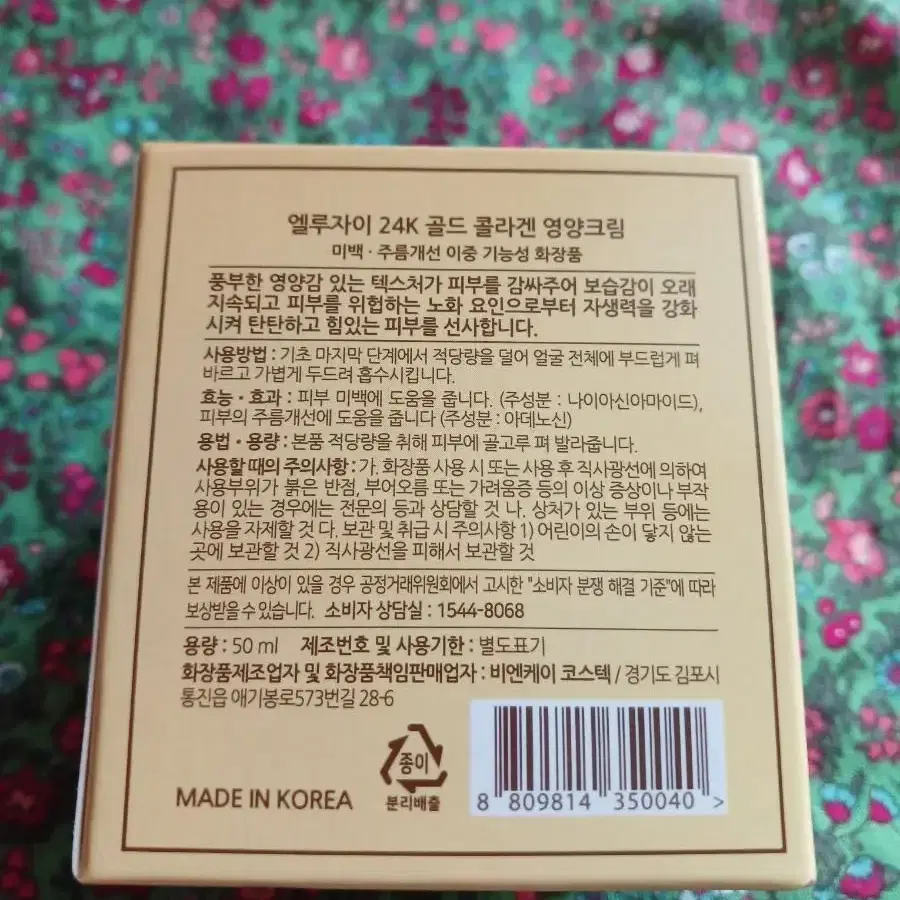 엘루자이 24K 골드 콜라겐 영양크림
미백 · 주름개선 이중 기능성 화장품
풍부한 영양감 있는 텍스처가 피부를 감싸주어 보습감이 오래
지속되고 피부를 위협하는 노화 요인으로부터 자생력을 강화
시켜 탄탄하고 힘있는 피부를 선사합니다.
사용방법 : 기초 마지막 단계에서 적당량을 덜어 얼굴 전체에 부드럽게 펴
바르고 가볍게 두드려 흡수시킵니다.
효능 · 효과 : 피부 미백에 도움을 줍니다. (주성분 : 나이아신아마이드),
피부의 주름개선에 도움을 줍니다 (주성분 : 아데노신)
용법 · 용량 : 본품 적당량을 취해 피부에 골고루 펴 발라줍니다.
사용할 때의 주의사항 : 가. 화장품 사용 시 또는 사용 후 직사광선에 의하여
사용부위가 붉은 반점, 부어오름 또는 가려움증 등의 이상 증상이나 부작
용이 있는 경우에는 전문의 등과 상담할 것 나. 상처가 있는 부위 등에는
사용을 자제할 것 다. 보관 및 취급 시 주의사항 1) 어린이의 손이 닿지 않는
곳에 보관할 것 2) 직사광선을 피해서 보관할 것
본 제품에 이상이 있을 경우 공정거래위원회에서 고시한 "소비자 분쟁 해결 기준"에 따라
보상받을 수 있습니다. 소비자 상담실 : 1544-8068
용량 : 50 ml 제조번호 및 사용기한 : 별도표기
화장품제조업자 및 화장품책임판매업자 : 비엔케이 코스텍 / 경기도 김포시
통진읍 애기봉로573번길 28-6
종이
분리배출
MADE IN KOREA
8 809814 350040 >